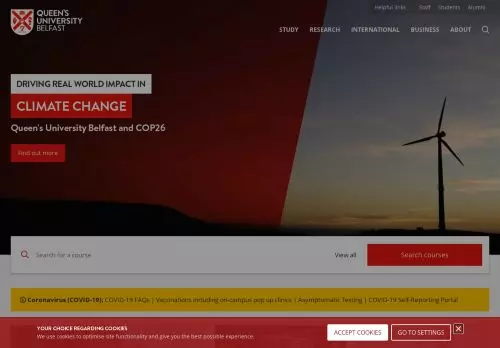 Helpful links Staff Students Alumni
QUEEN'S
UNIVERSITY
BELFAST
STUDY RESEARCH INTERNATIONAL BUSINESS ABOUT
DRIVING REAL WORLD IMPACT IN
CLIMATE CHANGE
Queen's University Belfast and COP26
Find out more
Search for a course View all Search courses
Coronavirus (COVID-19): COVID-19 FAQs | Vaccinations including on-campus pop up clinic | Asymptomatic Testing | COVID-19 Self-Reporting Portal
YOUR CHOICE REGARDING COOKIES
We use cookies to optimise site functionality and give you the best possible experience.
ACCEPT COOKIES GO TO SETTINGS